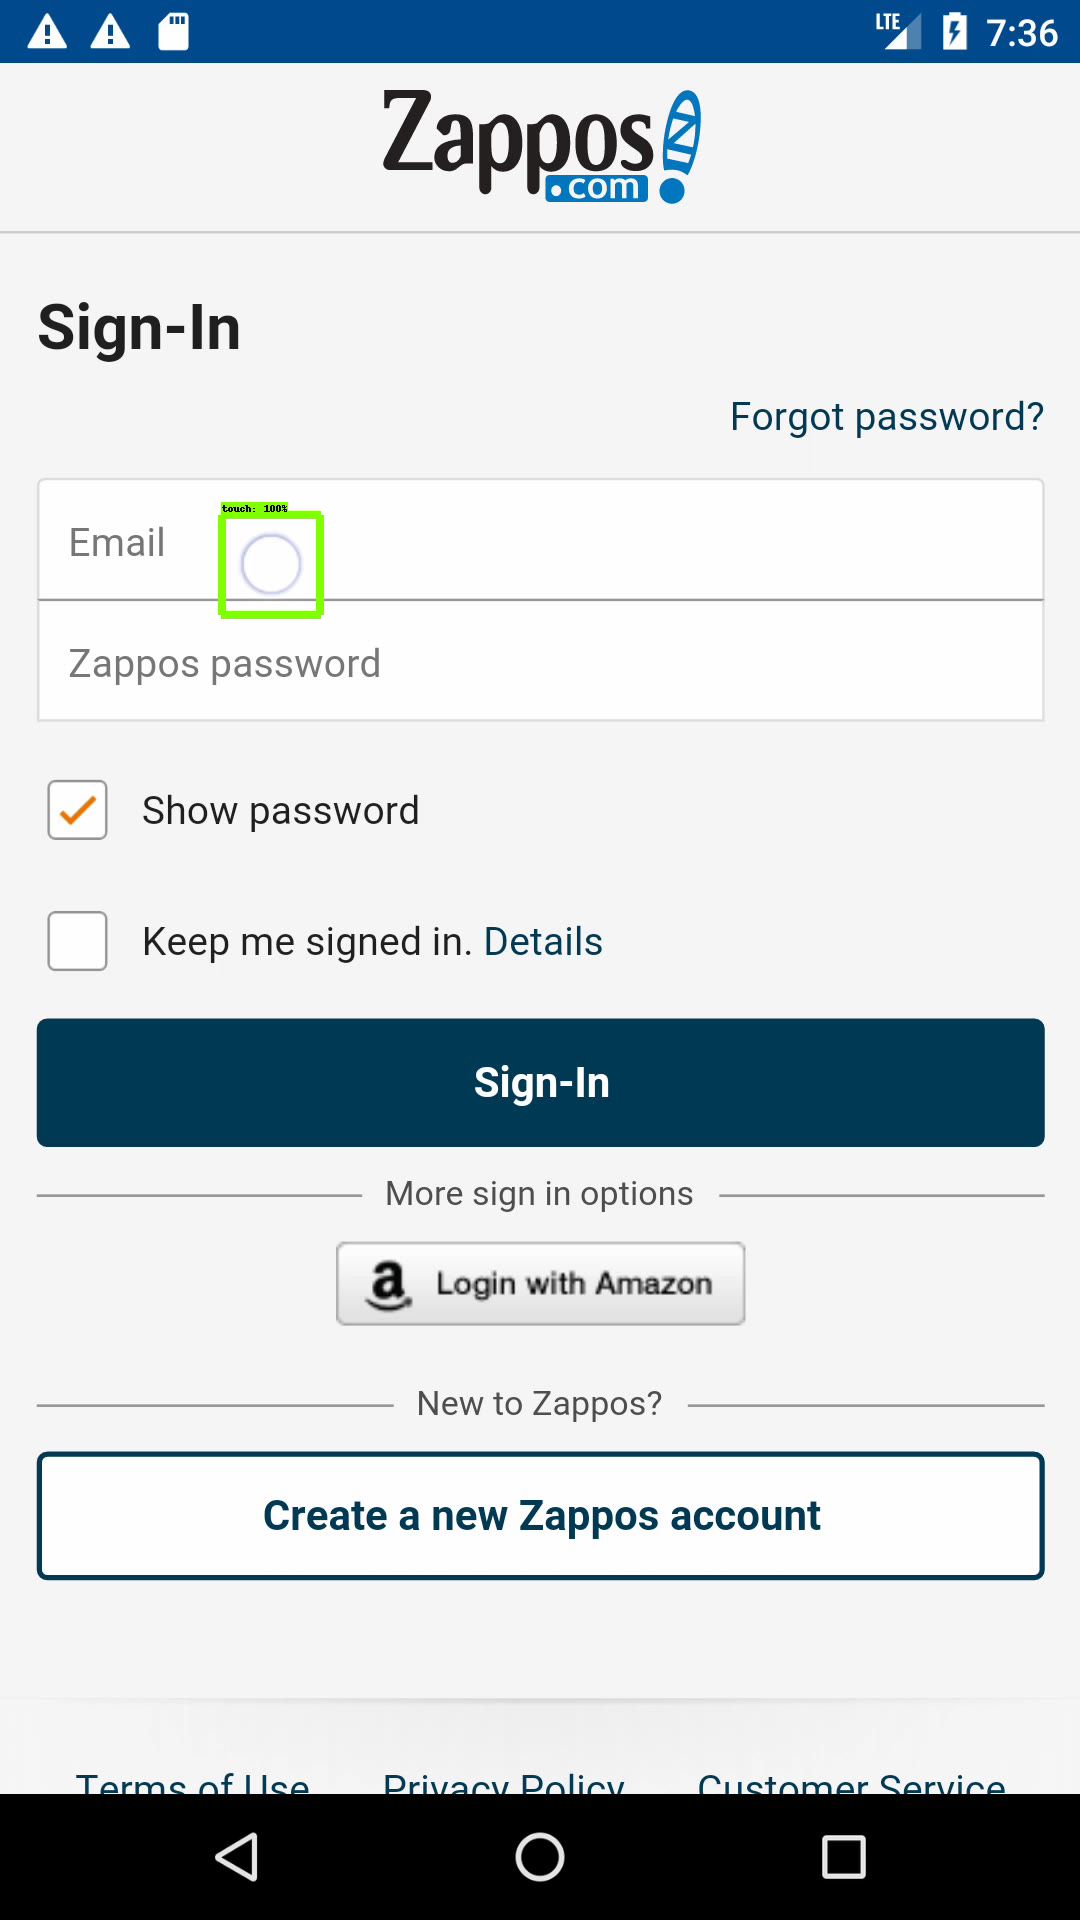 LTE 7:36
Zappos
.com
Sign-In
Forgot password?
touch: 100%
Email
Zappos password
Show password
Keep me signed in. Details
Sign-In
More sign in options
a Login with Amazon
New to Zappos?
Create a new Zappos account
Terms of Use Privacy Policy Customer Service